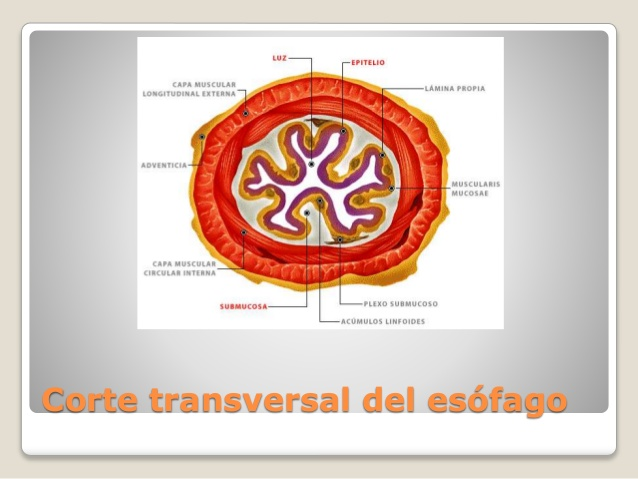 LUZ
EPITELIO
CAPA MUSCULAR
LONGITUDINAL EXTERNA
LÁMINA PROPIA
ADVENTICIA
MUSCULARIS
MUCOSAE
CAPA MUSCULAR
CIRCULAR INTERNA
SUBMUCOSA
PLEXO SUBMUCOSO
ACÚMULOS LINFOIDES
Corte transversal del esófago